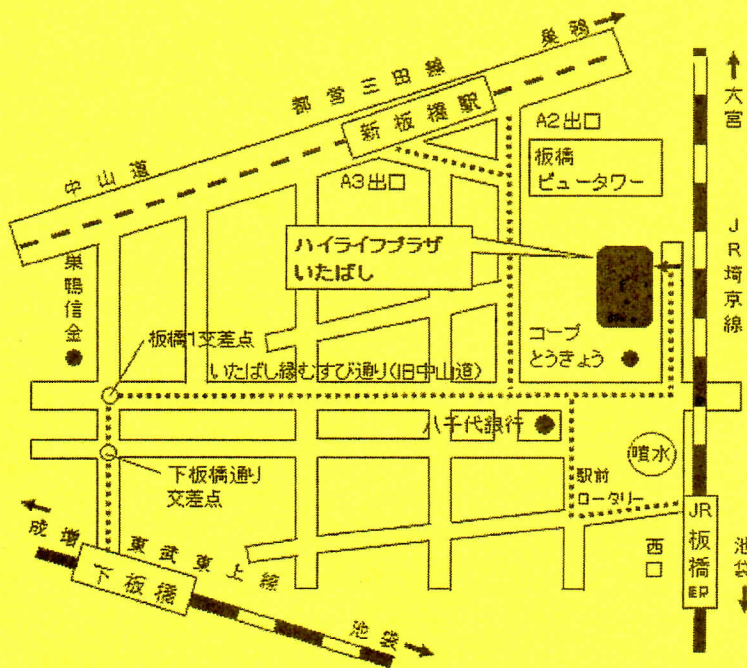 巣鴨
都営三田線
新板橋駅
中山道
A2出口
板橋
ビュータワー
A3出口
大宮
JR埼京線
ハイライフプラザ
いたばし
巣鴨信金
板橋1交差点
コープ
とうきょう
いたばし縁むすび通り(旧中山道)
八千代銀行
噴水
下板橋通り
交差点
駅前
ロータリー
JR
板橋
駅
西口
池袋
成増
東武東上線
下板橋
池袋